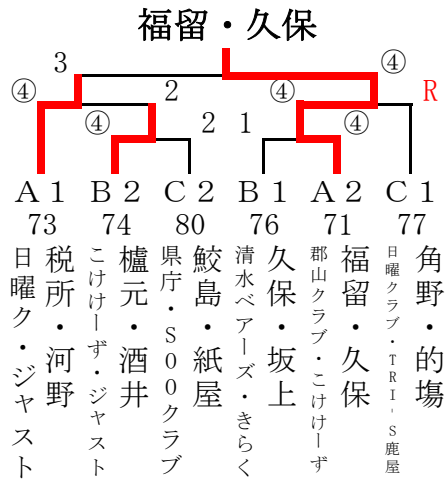 福留・久保
3 ④
④ 2 ④ R
④ 2 1 ④
A1 B2 C2 B1 A2 C1
73 74 80 76 71 77
税所・河野
日曜ク・ジャスト
櫨元・酒井
こけけーず・ジャスト
鮫島・紙屋
県庁・S00クラブ
久保・坂上
清水ベアーズ・きらく
福留・久保
郡山クラブ・こけけーず
角野・的塲
日曜クラブ・TRI-S鹿屋